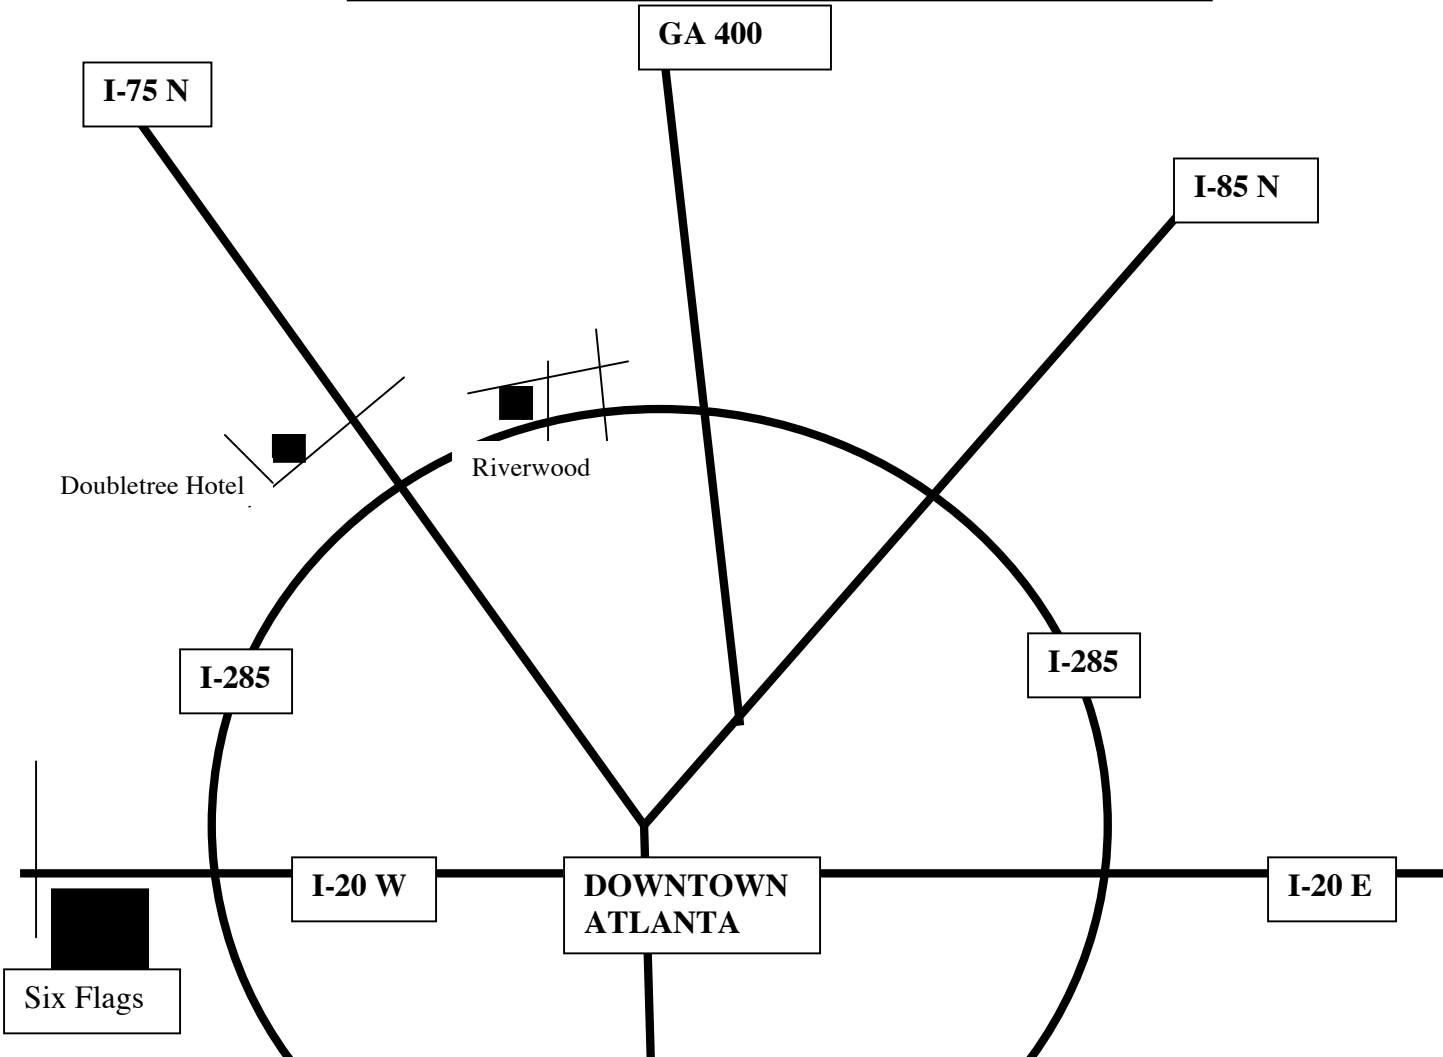 GA 400
I-75 N
I-85 N
Riverwood
Doubletree Hotel
I-285
I-285
I-20 W
DOWNTOWN
ATLANTA
I-20 E
Six Flags